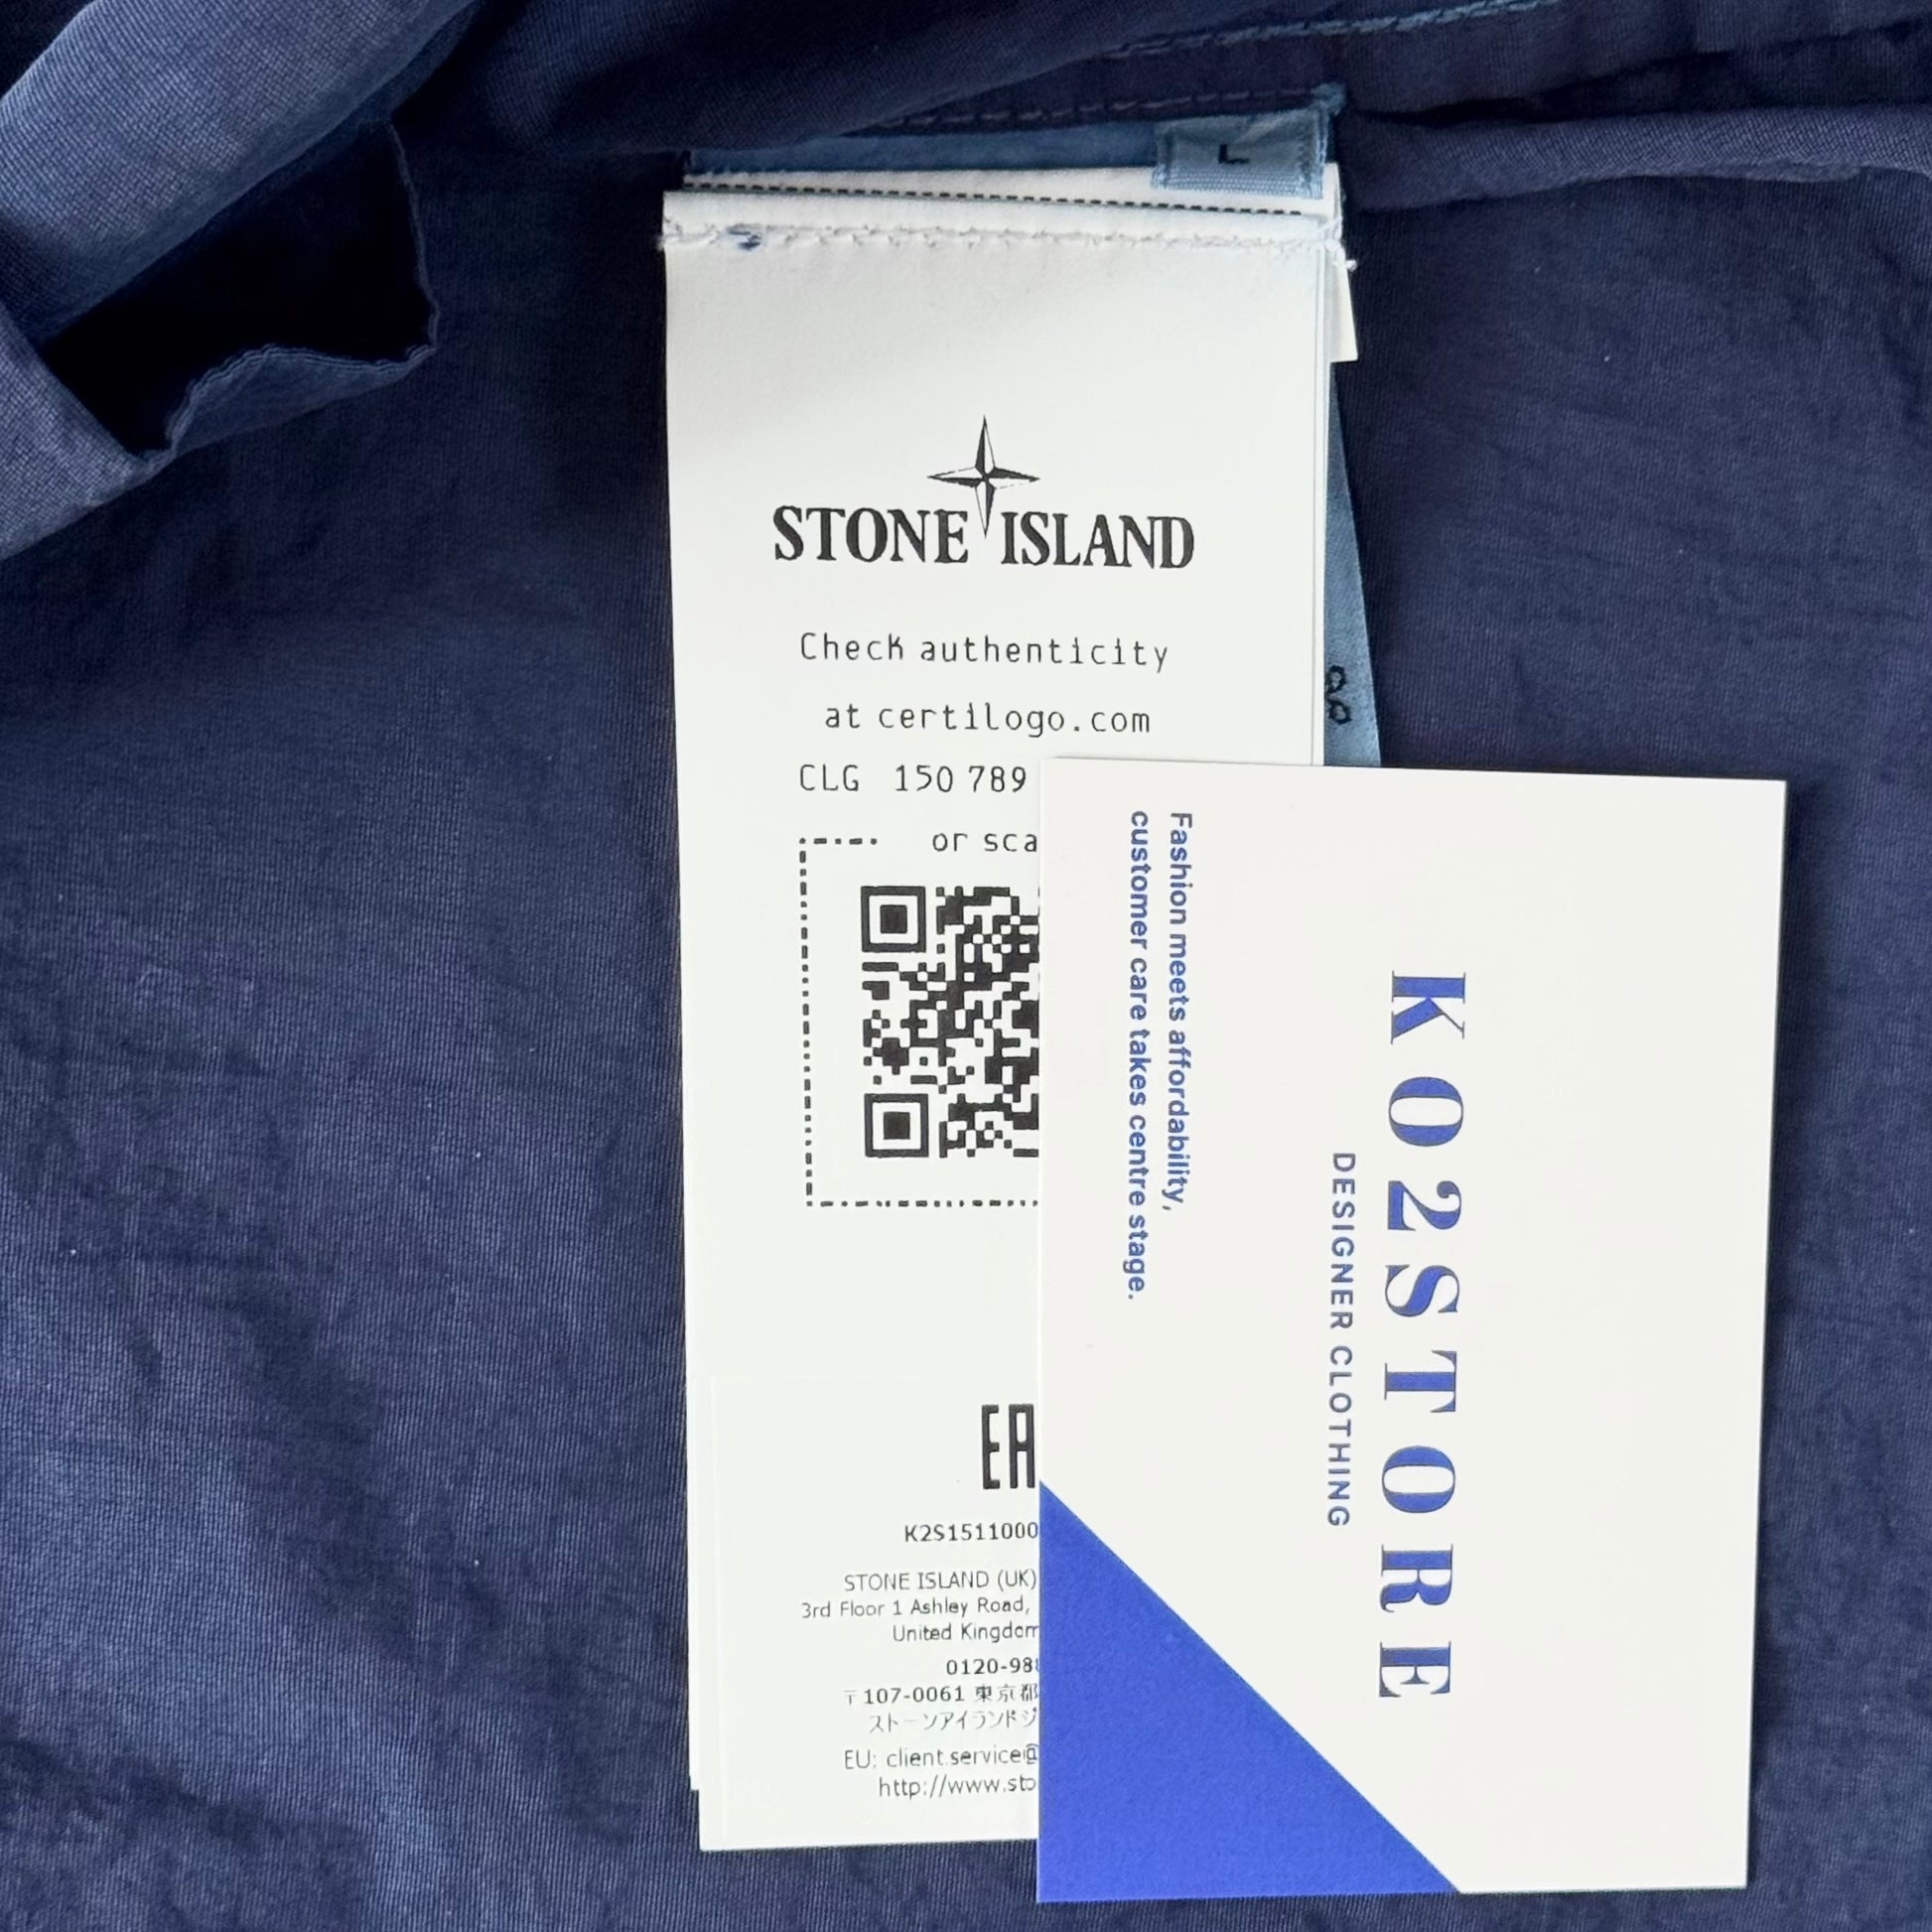 L
STONE ISLAND
Check authenticity
at certilogo.com
CLG 150 789
or sca
EAC
K2S1511000
STONE ISLAND (UK)
3rd Floor 1 Ashley Road,
United Kingdom
0120-98
〒107-0061 東京都
ストーンアイランドジ
EU: client.service@
http://www.sto
Fashion meets affordability,
customer care takes centre stage.
K02STORE
DESIGNER CLOTHING